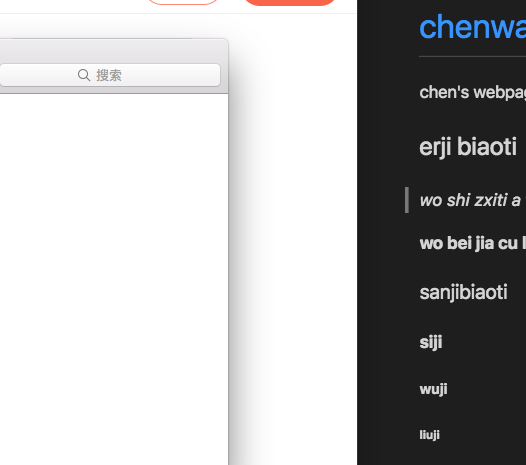 搜索
chenwa
chen's webpag
erji biaoti
wo shi zxiti a
wo bei jia cu
sanjibiaoti
siji
wuji
liuji